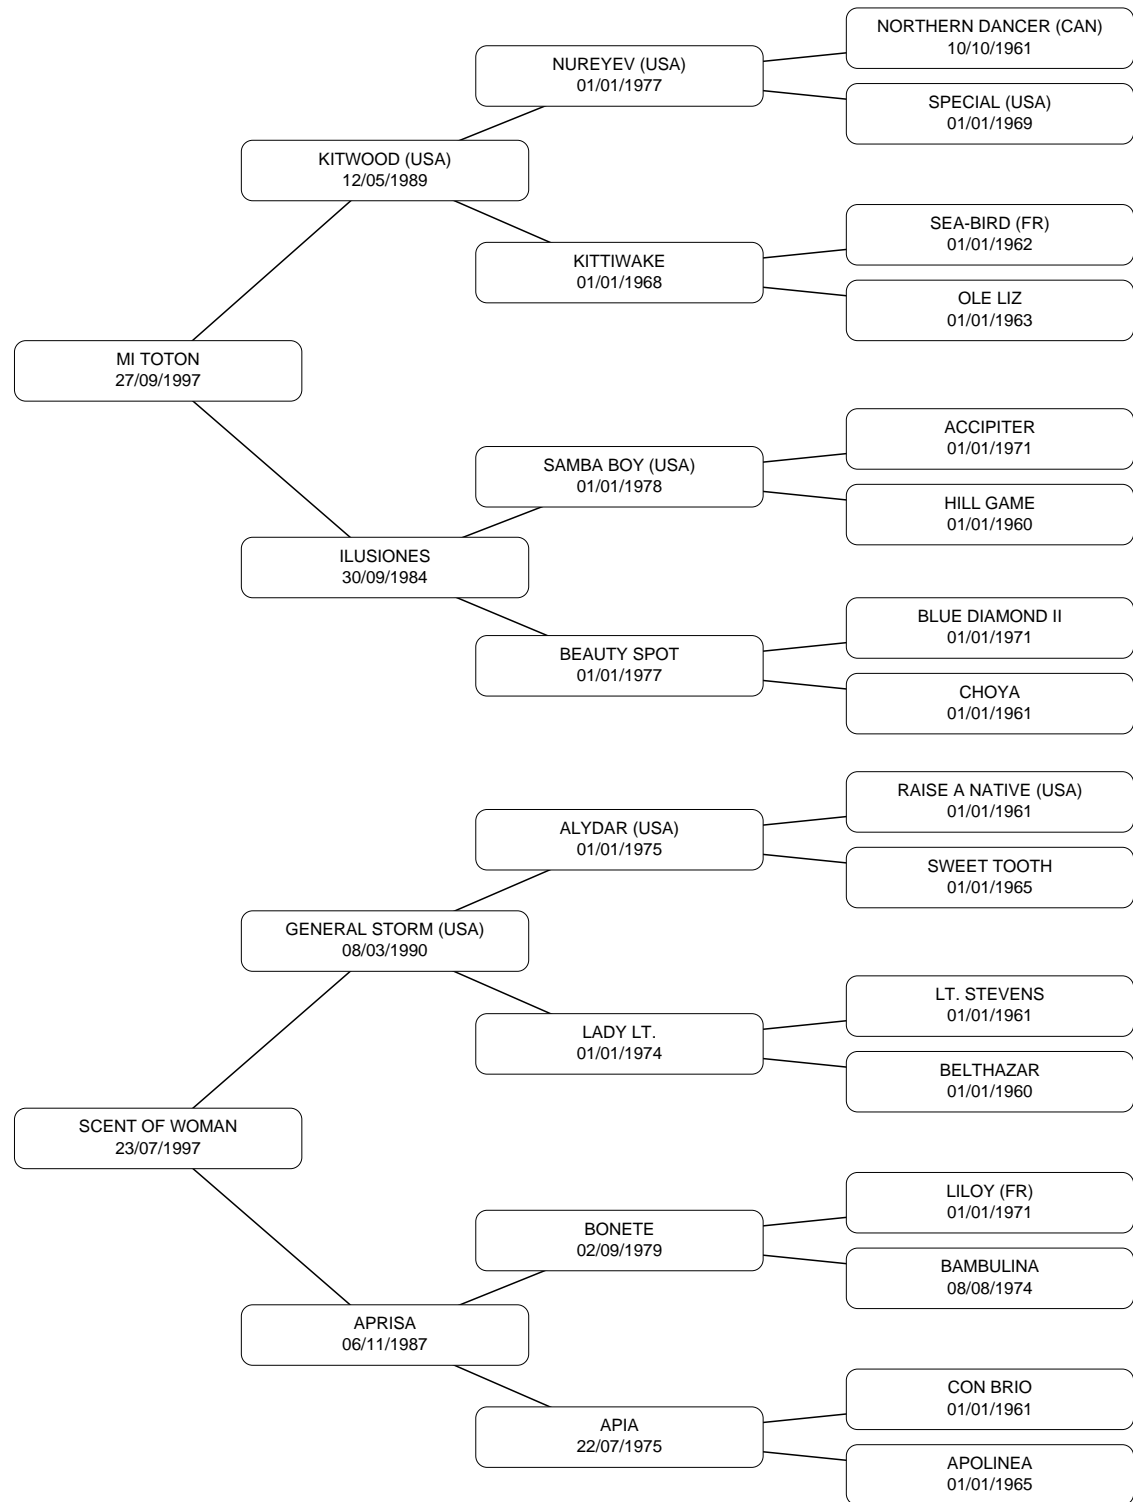 NORTHERN DANCER (CAN)
10/10/1961
NUREYEV (USA)
01/01/1977
SPECIAL (USA)
01/01/1969
KITWOOD (USA)
12/05/1989
SEA-BIRD (FR)
01/01/1962
KITTIWAKE
01/01/1968
OLE LIZ
01/01/1963
MI TOTON
27/09/1997
ACCIPITER
01/01/1971
SAMBA BOY (USA)
01/01/1978
HILL GAME
01/01/1960
ILUSIONES
30/09/1984
BLUE DIAMOND II
01/01/1971
BEAUTY SPOT
01/01/1977
CHOYA
01/01/1961
RAISE A NATIVE (USA)
01/01/1961
ALYDAR (USA)
01/01/1975
SWEET TOOTH
01/01/1965
GENERAL STORM (USA)
08/03/1990
LT. STEVENS
01/01/1961
LADY LT.
01/01/1974
BELTHAZAR
01/01/1960
SCENT OF WOMAN
23/07/1997
LILOY (FR)
01/01/1971
BONETE
02/09/1979
BAMBULINA
08/08/1974
APRISA
06/11/1987
CON BRIO
01/01/1961
APIA
22/07/1975
APOLINEA
01/01/1965